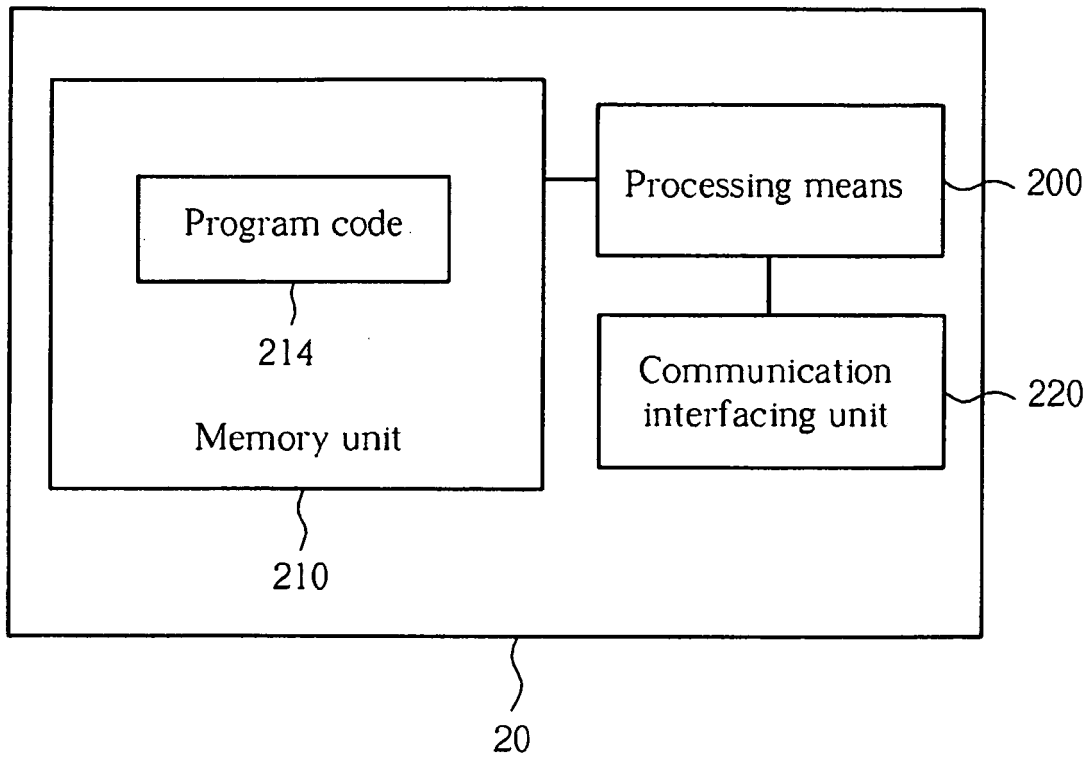 Program code
214
Memory unit
210
Processing means
200
Communication
interfacing unit
220
20